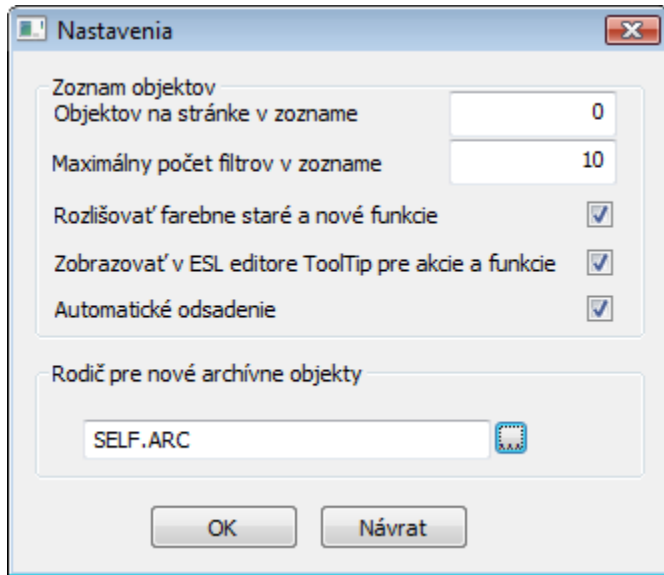 Nastavenia
Zoznam objektov
Objektov na stránke v zozname 0
Maximálny počet filtrov v zozname 10
Rozlišovať farebne staré a nové funkcie
Zobrazovať v ESL editore ToolTip pre akcie a funkcie
Automatické odsadenie
Rodič pre nové archívne objekty
SELF.ARC
OK Návrat